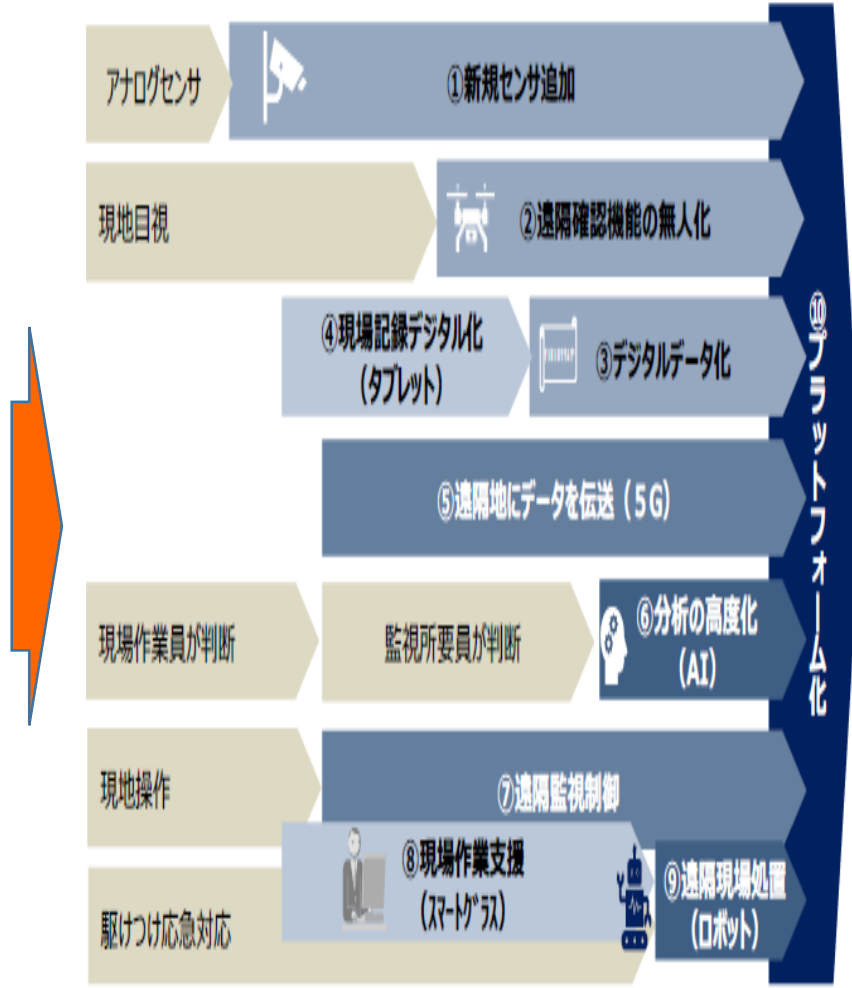 アナログセンサ
①新規センサ追加
現地目視
②遠隔確認機能の無人化
④現場記録デジタル化
(タブレット)
③デジタルデータ化
⑤遠隔地にデータを伝送(5G)
現場作業員が判断
監視所要員が判断
⑥分析の高度化
(AI)
現地操作
⑦遠隔監視制御
⑧現場作業支援
(スマートグラス)
駆けつけ応急対応
⑨遠隔現場処置
(ロボット)
⑩プラットフォーム化